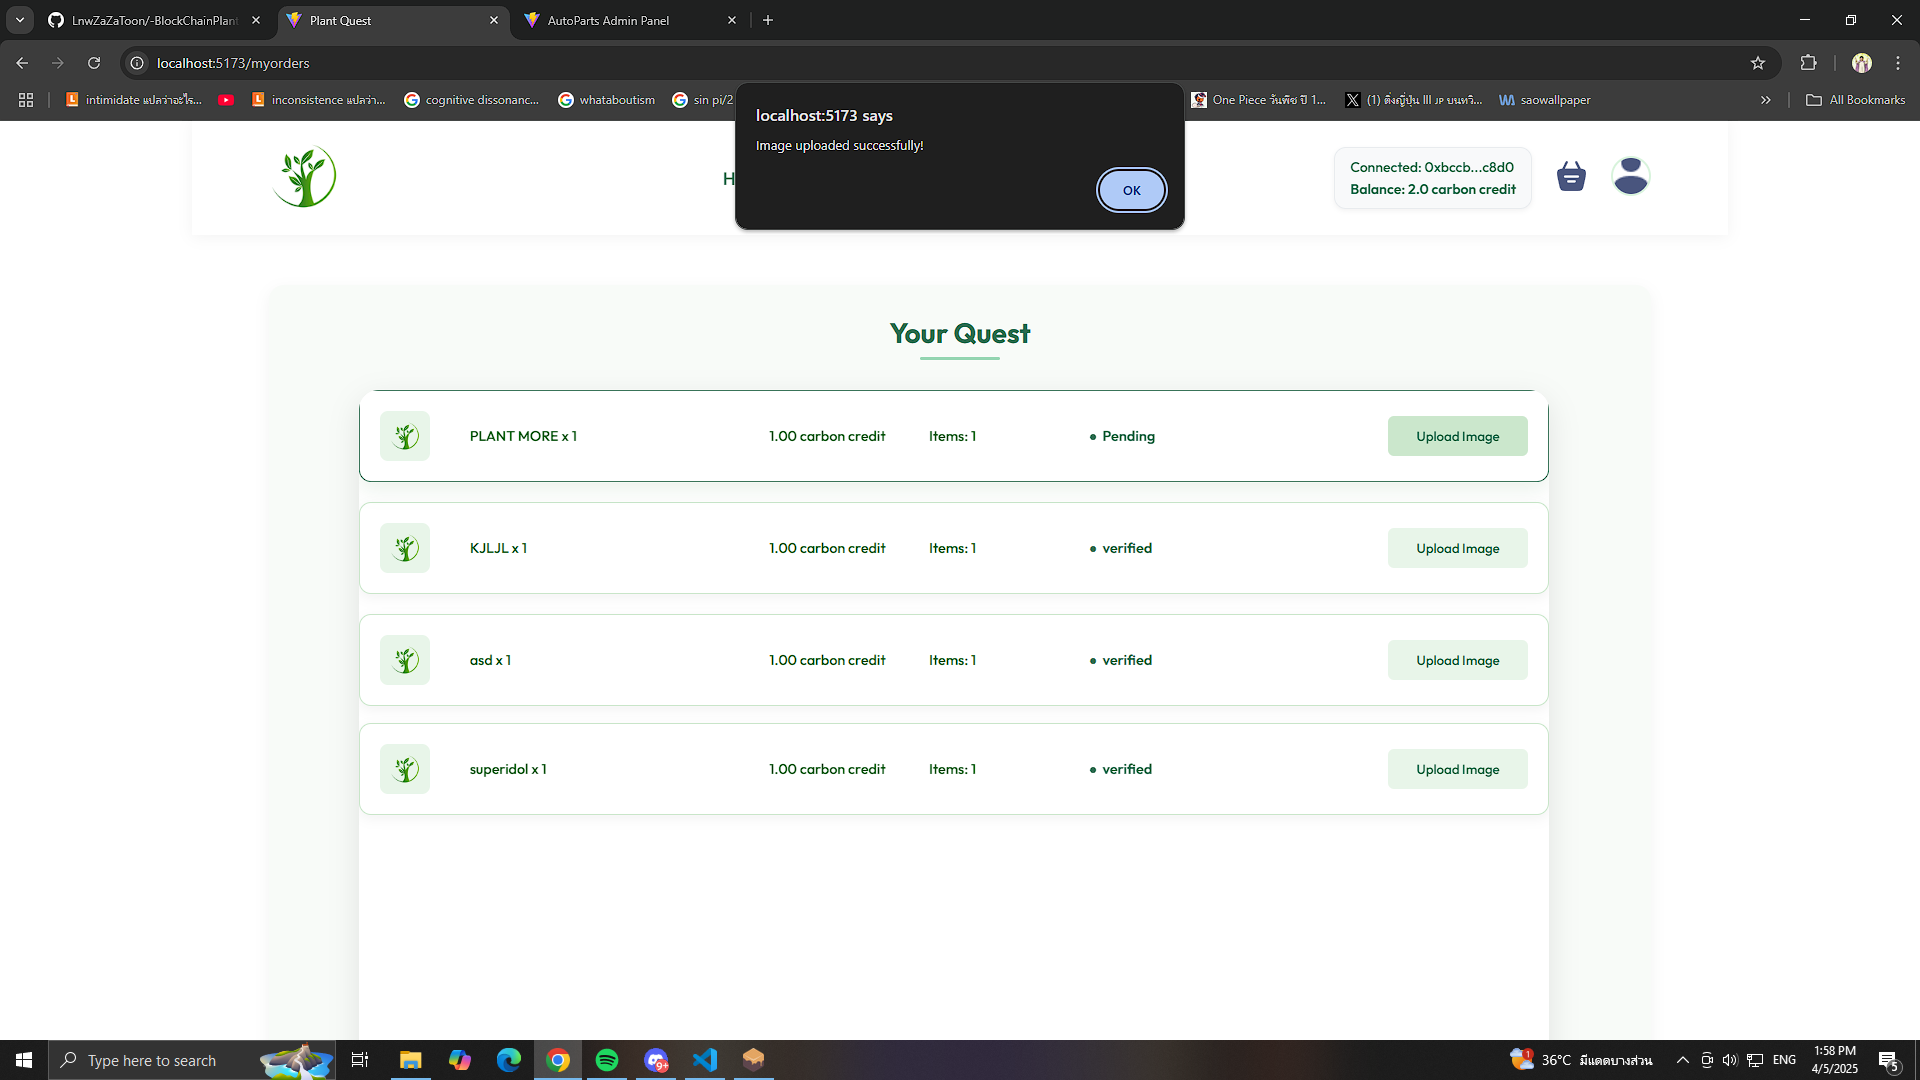 LnwZaZaToon/-BlockChainPlant
Plant Quest
AutoParts Admin Panel
localhost:5173/myorders
intimidate แปลว่าอะไร...
inconsistence แปลว่า...
cognitive dissonanc...
whataboutism
sin pi/2
One Piece วันพีซ ปี 1...
(1) ติ่งญี่ปุ่น III JP บนทวิ...
saowallpaper
All Bookmarks
localhost:5173 says
Image uploaded successfully!
OK
H
Connected: 0xbccb...c8d0
Balance: 2.0 carbon credit
Your Quest
PLANT MORE x 1 1.00 carbon credit Items: 1 • Pending Upload Image
KJLJL x 1 1.00 carbon credit Items: 1 • verified Upload Image
asd x 1 1.00 carbon credit Items: 1 • verified Upload Image
superidol x 1 1.00 carbon credit Items: 1 • verified Upload Image
Type here to search
9+
1
36°C มีแดดบางส่วน
ENG
1:58 PM
4/5/2025
5